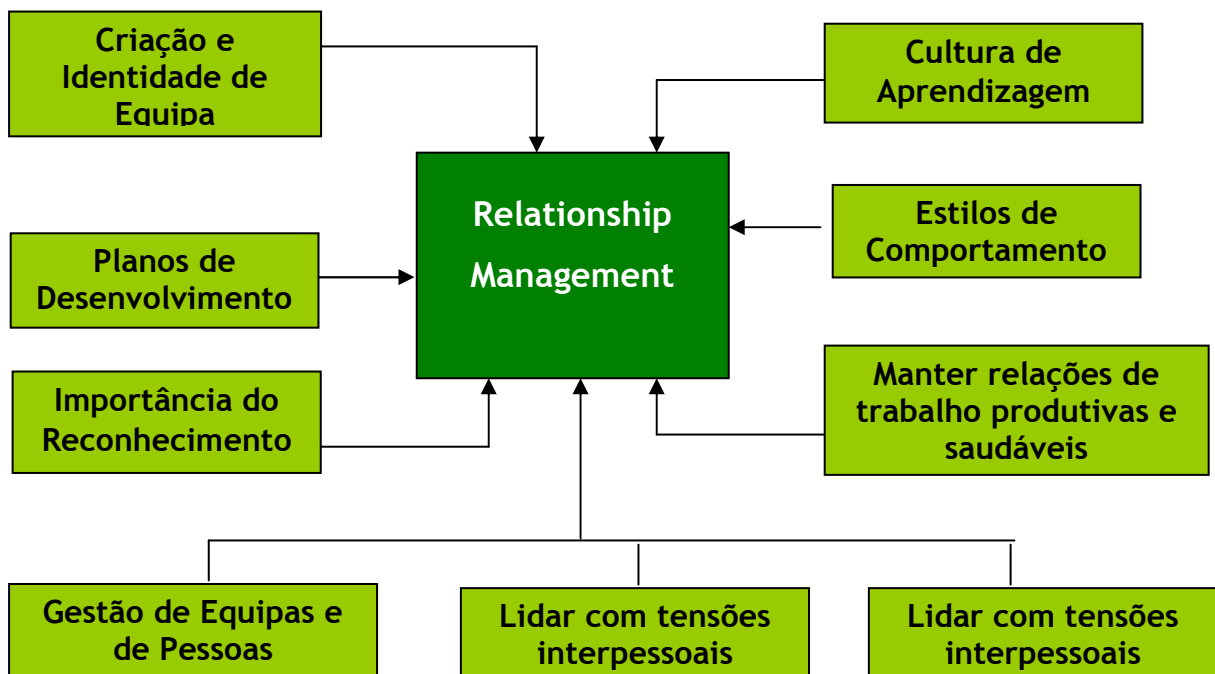 Criação e
Identidade de
Equipa
Cultura de
Aprendizagem
Relationship
Management
Estilos de
Comportamento
Planos de
Desenvolvimento
Importância do
Reconhecimento
Manter relações de
trabalho produtivas e
saudáveis
Gestão de Equipas e
de Pessoas
Lidar com tensões
interpessoais
Lidar com tensões
interpessoais